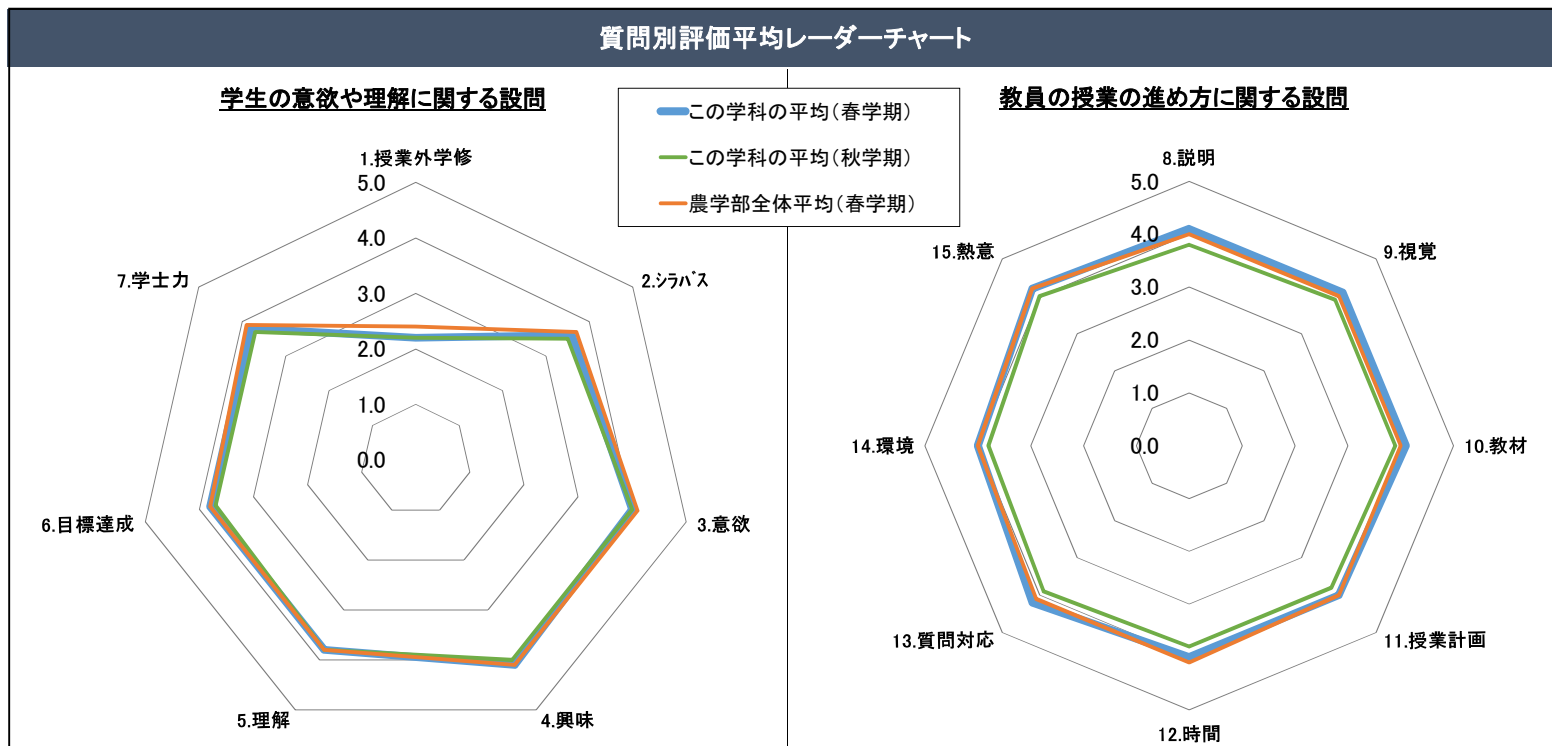 質問別評価平均レーダーチャート
学生の意欲や理解に関する設問
この学科の平均(春学期)
この学科の平均(秋学期)
農学部全体平均(春学期)
1.授業外学修
2.シラバス
3.意欲
4.興味
5.理解
6.目標達成
7.学士力
5.0
4.0
3.0
2.0
1.0
0.0
教員の授業の進め方に関する設問
8.説明
9.視覚
10.教材
11.授業計画
12.時間
13.質問対応
14.環境
15.熱意
5.0
4.0
3.0
2.0
1.0
0.0